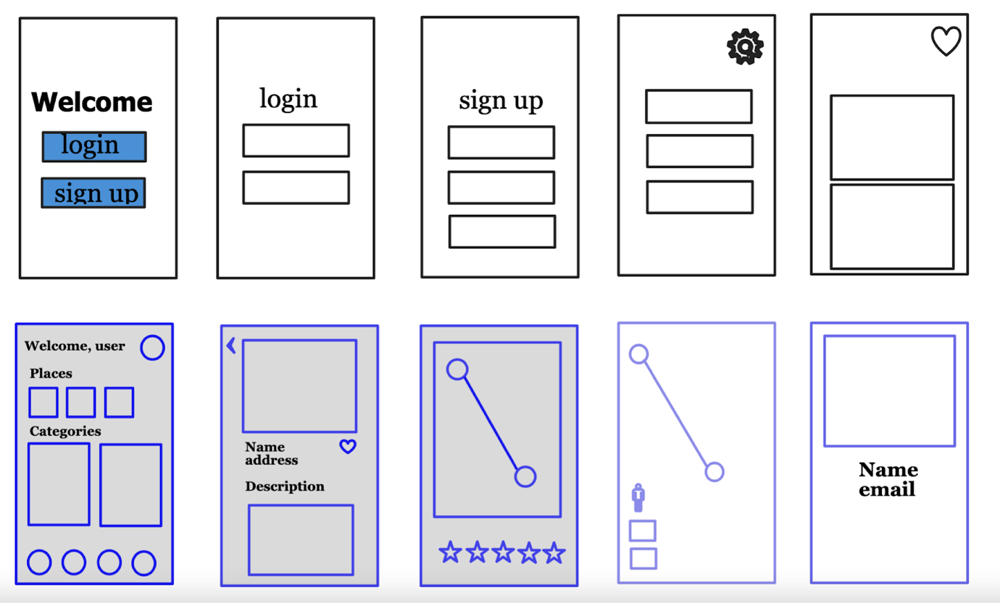 Welcome
login
sign up
login
sign up
Welcome, user
Places
Categories
Name
address
Description
Name
email